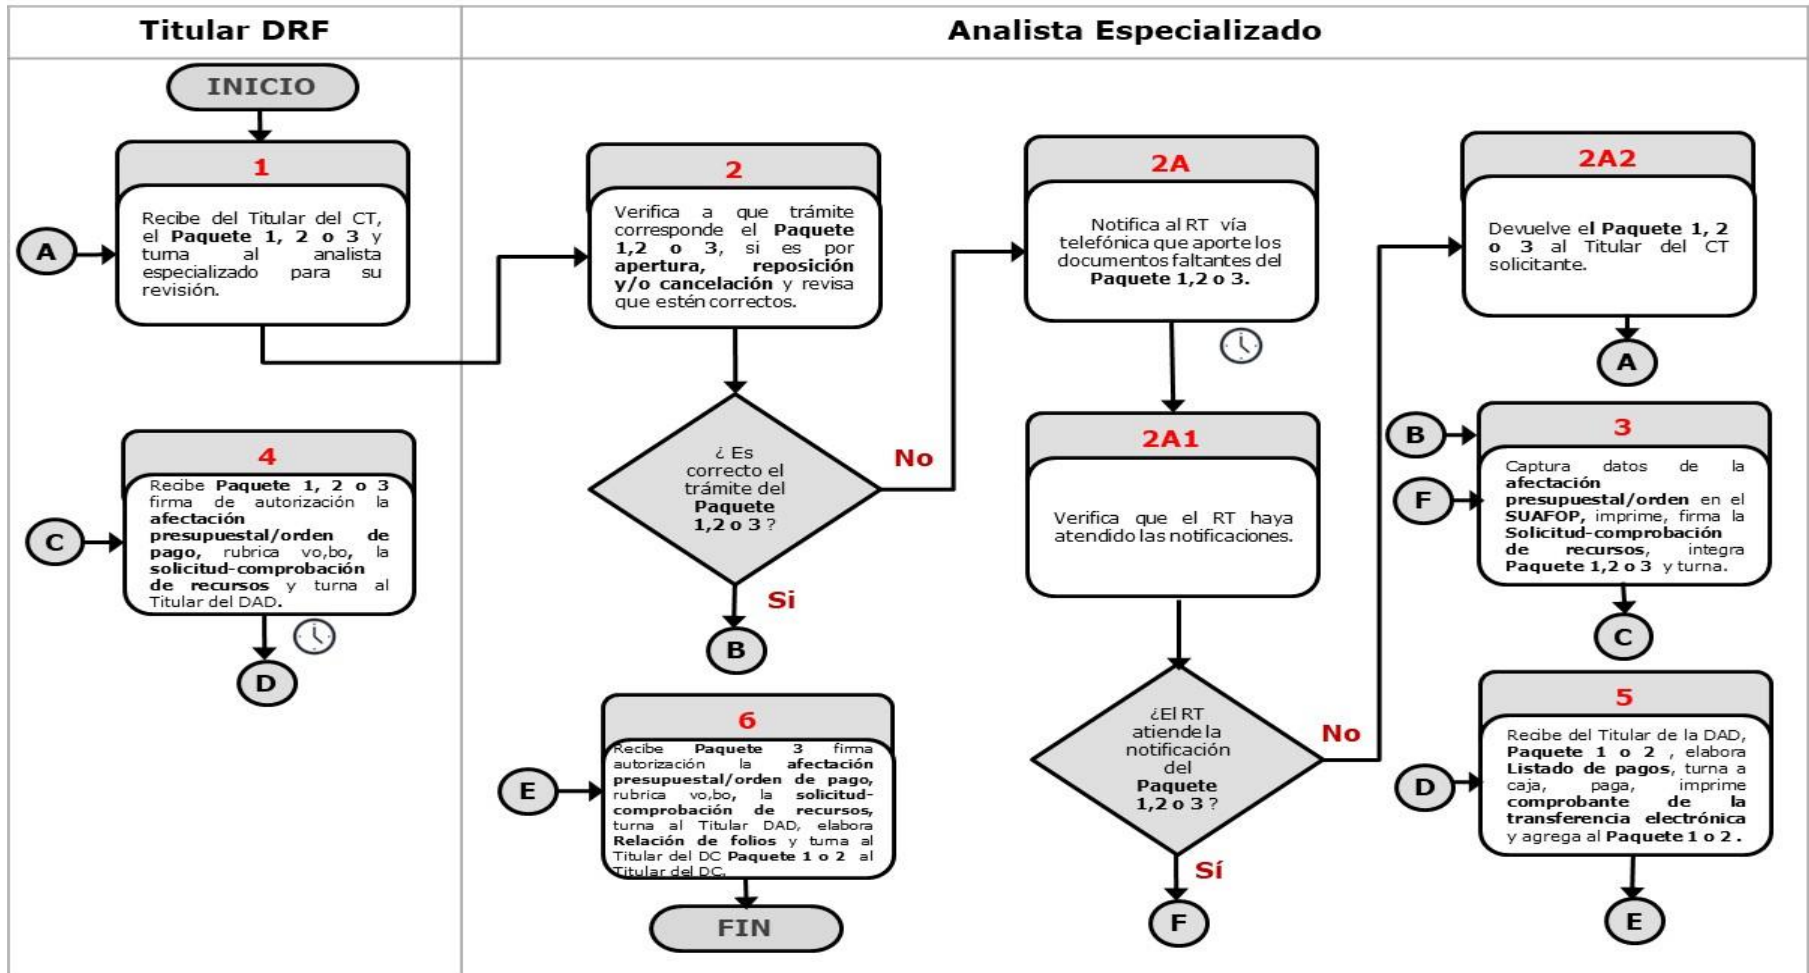 Titular DRF
Analista Especializado
INICIO
1
Recibe del Titular del CT,
el Paquete 1, 2 o 3 y
turna al analista
especializado para su
revisión.
A
2
Verifica a que trámite
corresponde el Paquete
1,2 o 3, si es por
apertura, reposición
y/o cancelación y revisa
que estén correctos.
2A
Notifica al RT vía
telefónica que aporte los
documentos faltantes del
Paquete 1,2 o 3.
2A2
Devuelve el Paquete 1, 2
o 3 al Titular del CT
solicitante.
A
¿ Es
correcto el
trámite del
Paquete
1,2 o 3 ?
No
Si
B
2A1
Verifica que el RT haya
atendido las notificaciones.
B
F
3
Captura datos de la
afectación
presupuestal/orden en el
SUAFOP, imprime, firma la
Solicitud-comprobación
de recursos, integra
Paquete 1,2 o 3 y turna.
C
4
Recibe Paquete 1, 2 o 3
firma de autorización la
afectación
presupuestal/orden de
pago, rubrica vo,bo, la
solicitud-comprobación
de recursos y turna al
Titular del DAD.
C
D
¿El RT
atiende la
notificación
del
Paquete
1,2 o 3 ?
No
Sí
F
5
Recibe del Titular de la DAD,
Paquete 1 o 2 , elabora
Listado de pagos, turna a
caja, paga, imprime
comprobante de la
transferencia electrónica
y agrega al Paquete 1 o 2 .
D
E
6
Recibe Paquete 3 firma
autorización la afectación
presupuestal/orden de pago,
rubrica vo,bo, la solicitud-
comprobación de recursos,
turna al Titular DAD, elabora
Relación de folios y turna al
Titular del DC Paquete 1 o 2 al
Titular del DC.
E
FIN